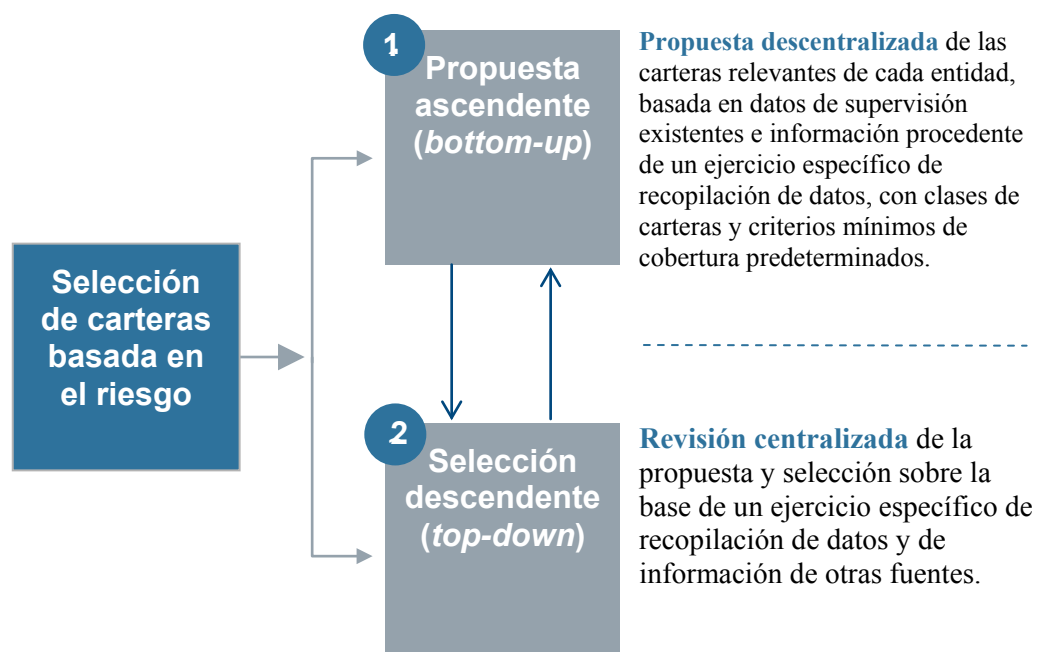 Selección
de carteras
basada en
el riesgo
1
Propuesta
ascendente
(bottom-up)
Propuesta descentralizada de las
carteras relevantes de cada entidad,
basada en datos de supervisión
existentes e información procedente
de un ejercicio específico de
recopilación de datos, con clases de
carteras y criterios mínimos de
cobertura predeterminados.
2
Selección
descendente
(top-down)
Revisión centralizada de la
propuesta y selección sobre la
base de un ejercicio específico de
recopilación de datos y de
información de otras fuentes.